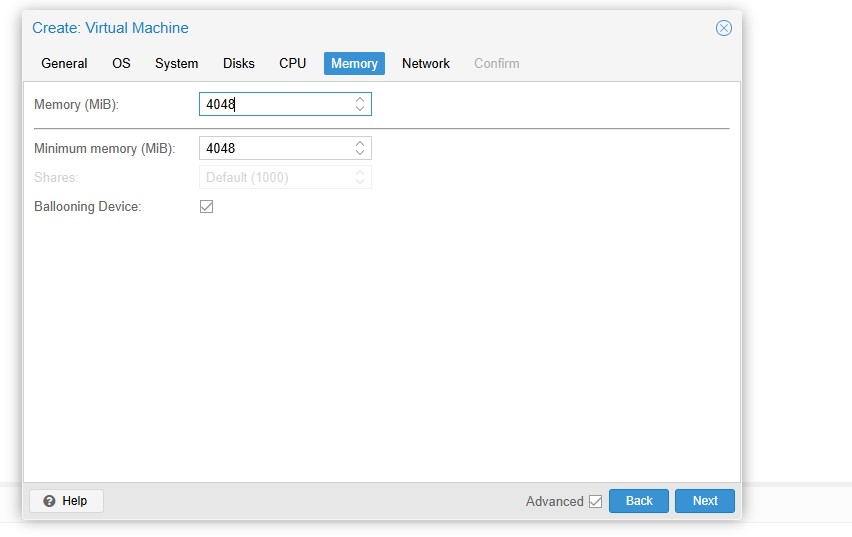 Create: Virtual Machine
General OS System Disks CPU Memory Network Confirm
Memory (MiB): 4048
Minimum memory (MiB): 4048
Shares: Default (1000)
Ballooning Device:
Help Advanced Back Next